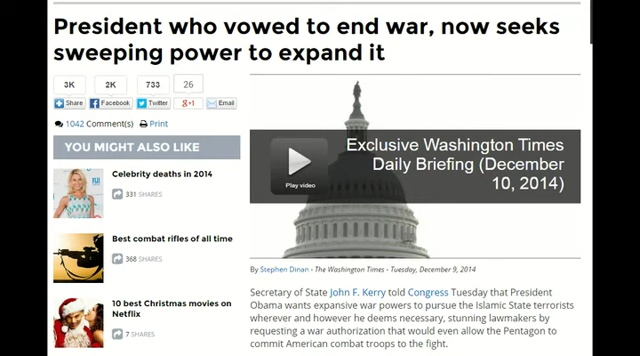 President who vowed to end war, now seeks
sweeping power to expand it
3K 2K 733 26
Share Facebook Twitter g+1 Email
1042 Comment(s) Print
YOU MIGHT ALSO LIKE
Celebrity deaths in 2014
331 SHARES
Best combat rifles of all time
368 SHARES
10 best Christmas movies on
Netflix
7 SHARES
Play video
Exclusive Washington Times
Daily Briefing (December
10, 2014)
By Stephen Dinan - The Washington Times - Tuesday, December 9, 2014
Secretary of State John F. Kerry told Congress Tuesday that President
Obama wants expansive war powers to pursue the Islamic State terrorists
wherever and however he deems necessary, stunning lawmakers by
requesting a war authorization that would even allow the Pentagon to
commit American combat troops to the fight.